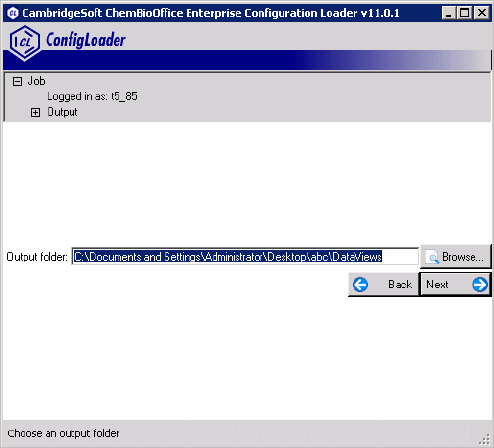 CambridgeSoft ChemBioOffice Enterprise Configuration Loader v11.0.1
CL ConfigLoader
Job
Logged in as: t5_85
Output
Output folder: C:\Documents and Settings\Administrator\Desktop\abc\DataViews Browse...
Back Next
Choose an output folder